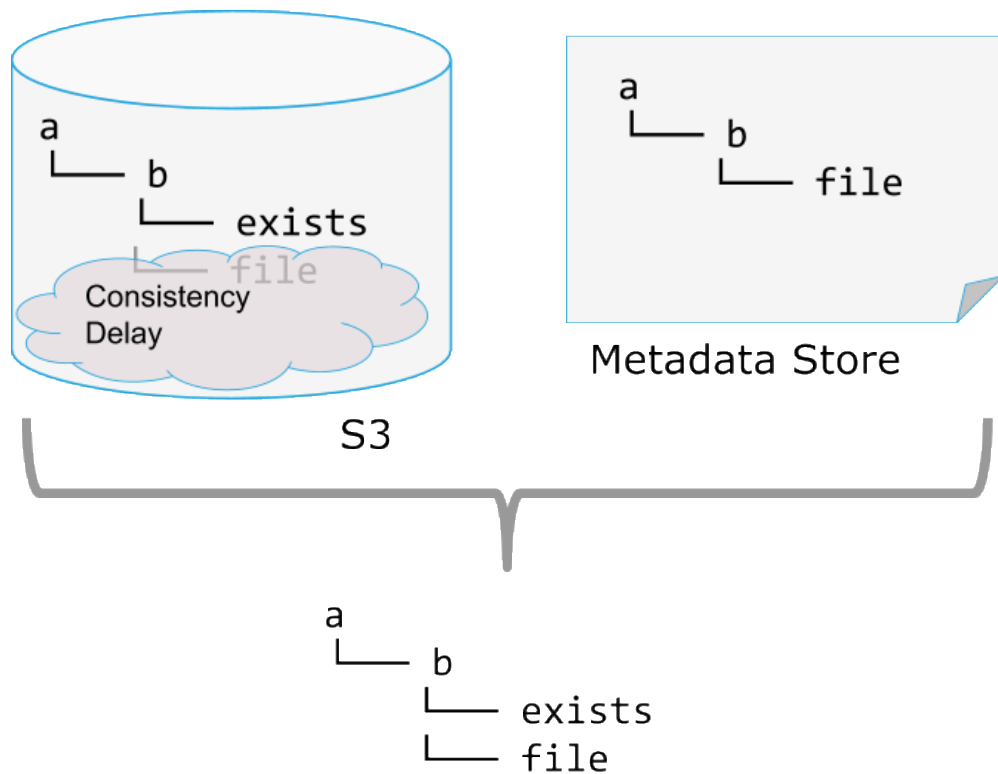 a
b
exists
file
Consistency
Delay
S3
a
b
file
Metadata Store
a
b
exists
file